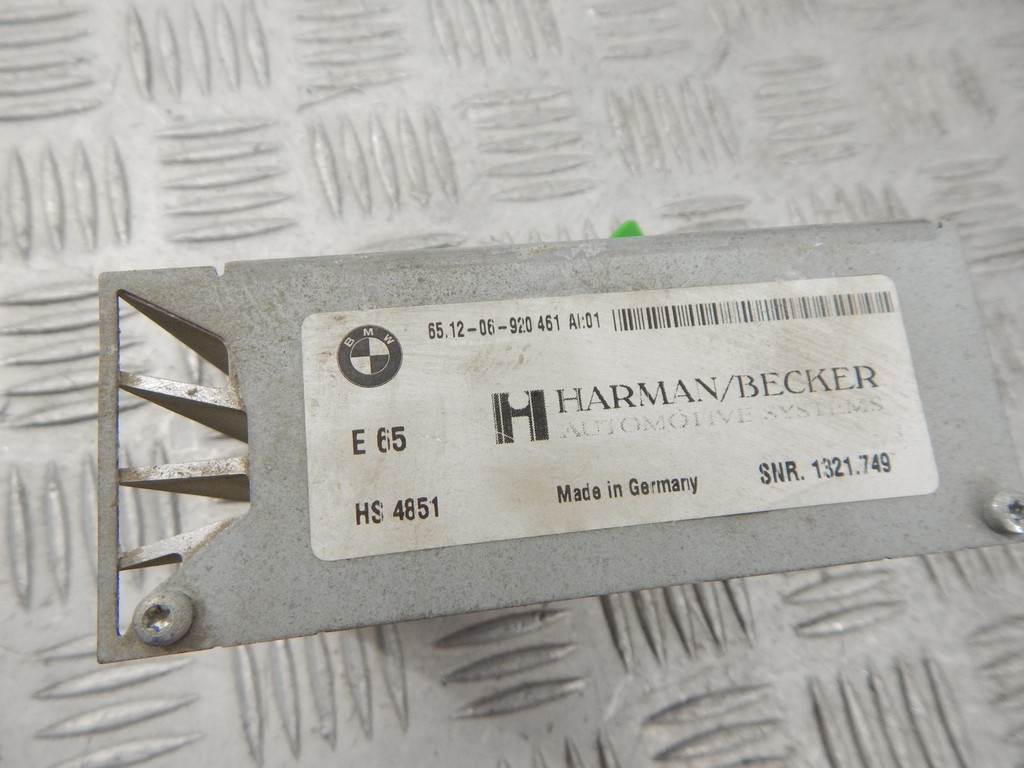 BMW
65.12-06-920 461 AI:01
HARMAN/BECKER
AUTOMOTIVE SYSTEMS
E 65
HS 4851
Made in Germany
SNR. 1321.749